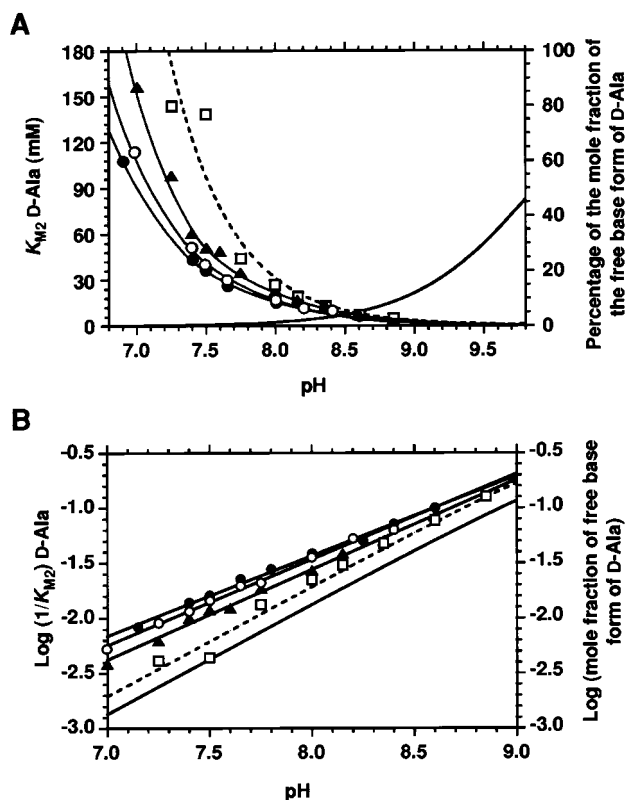 A
180
150
120
90
60
30
0
K_M2 D-Ala (mM)
100
80
60
40
20
0
Percentage of the mole fraction of
the free base form of D-Ala
7.0 7.5 8.0 8.5 9.0 9.5
pH
B
-0.5
-1.0
-1.5
-2.0
-2.5
-3.0
Log (1/K_M2) D-Ala
-0.5
-1.0
-1.5
-2.0
-2.5
-3.0
Log (mole fraction of free base
form of D-Ala)
7.0 7.5 8.0 8.5 9.0
pH